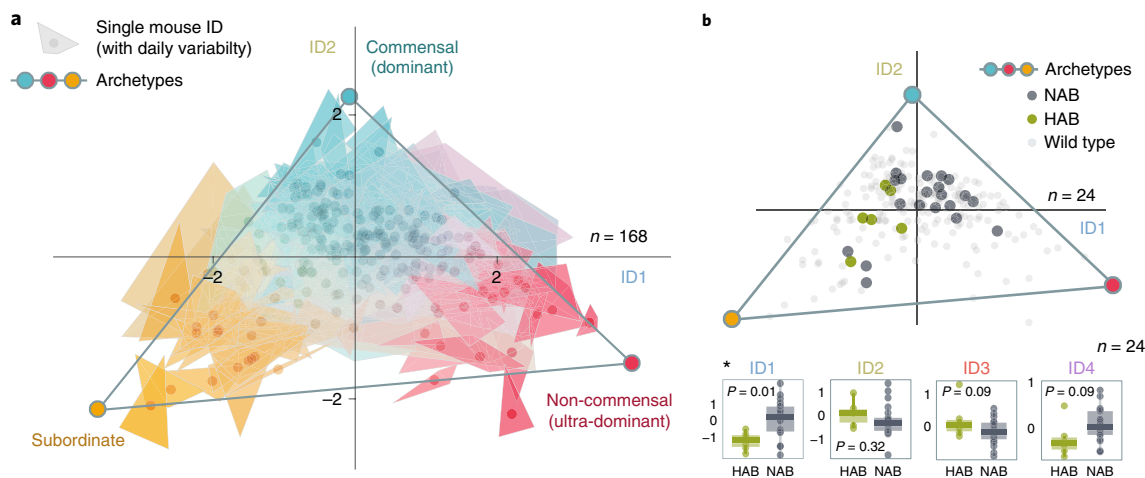 a
Single mouse ID
(with daily variabilty)
Archetypes
ID2
Commensal
(dominant)
2
n = 168
−2
2
ID1
−2
Non-commensal
(ultra-dominant)
Subordinate
b
ID2
Archetypes
NAB
HAB
Wild type
n = 24
ID1
n = 24
* ID1
P = 0.01
1
0
−1
HAB NAB
ID2
1
0
−1
P = 0.32
HAB NAB
ID3
1
P = 0.09
0
HAB NAB
ID4
1
P = 0.09
0
HAB NAB